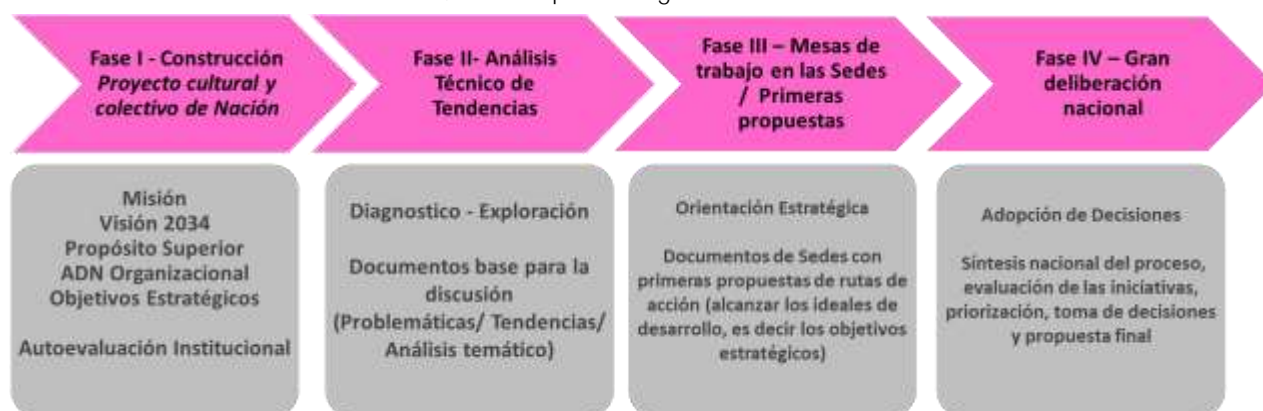 Fase I - Construcción
Proyecto cultural y
colectivo de Nación
Fase II- Análisis
Técnico de
Tendencias
Fase III – Mesas de
trabajo en las Sedes
/ Primeras
propuestas
Fase IV – Gran
deliberación
nacional
Misión
Visión 2034
Propósito Superior
ADN Organizacional
Objetivos Estratégicos
Autoevaluación Institucional
Diagnostico - Exploración
Documentos base para la
discusión
(Problemáticas/ Tendencias/
Análisis temático)
Orientación Estratégica
Documentos de Sedes con
primeras propuestas de rutas de
acción (alcanzar los ideales de
desarrollo, es decir los objetivos
estratégicos)
Adopción de Decisiones
Síntesis nacional del proceso,
evaluación de las iniciativas,
priorización, toma de decisiones
y propuesta final